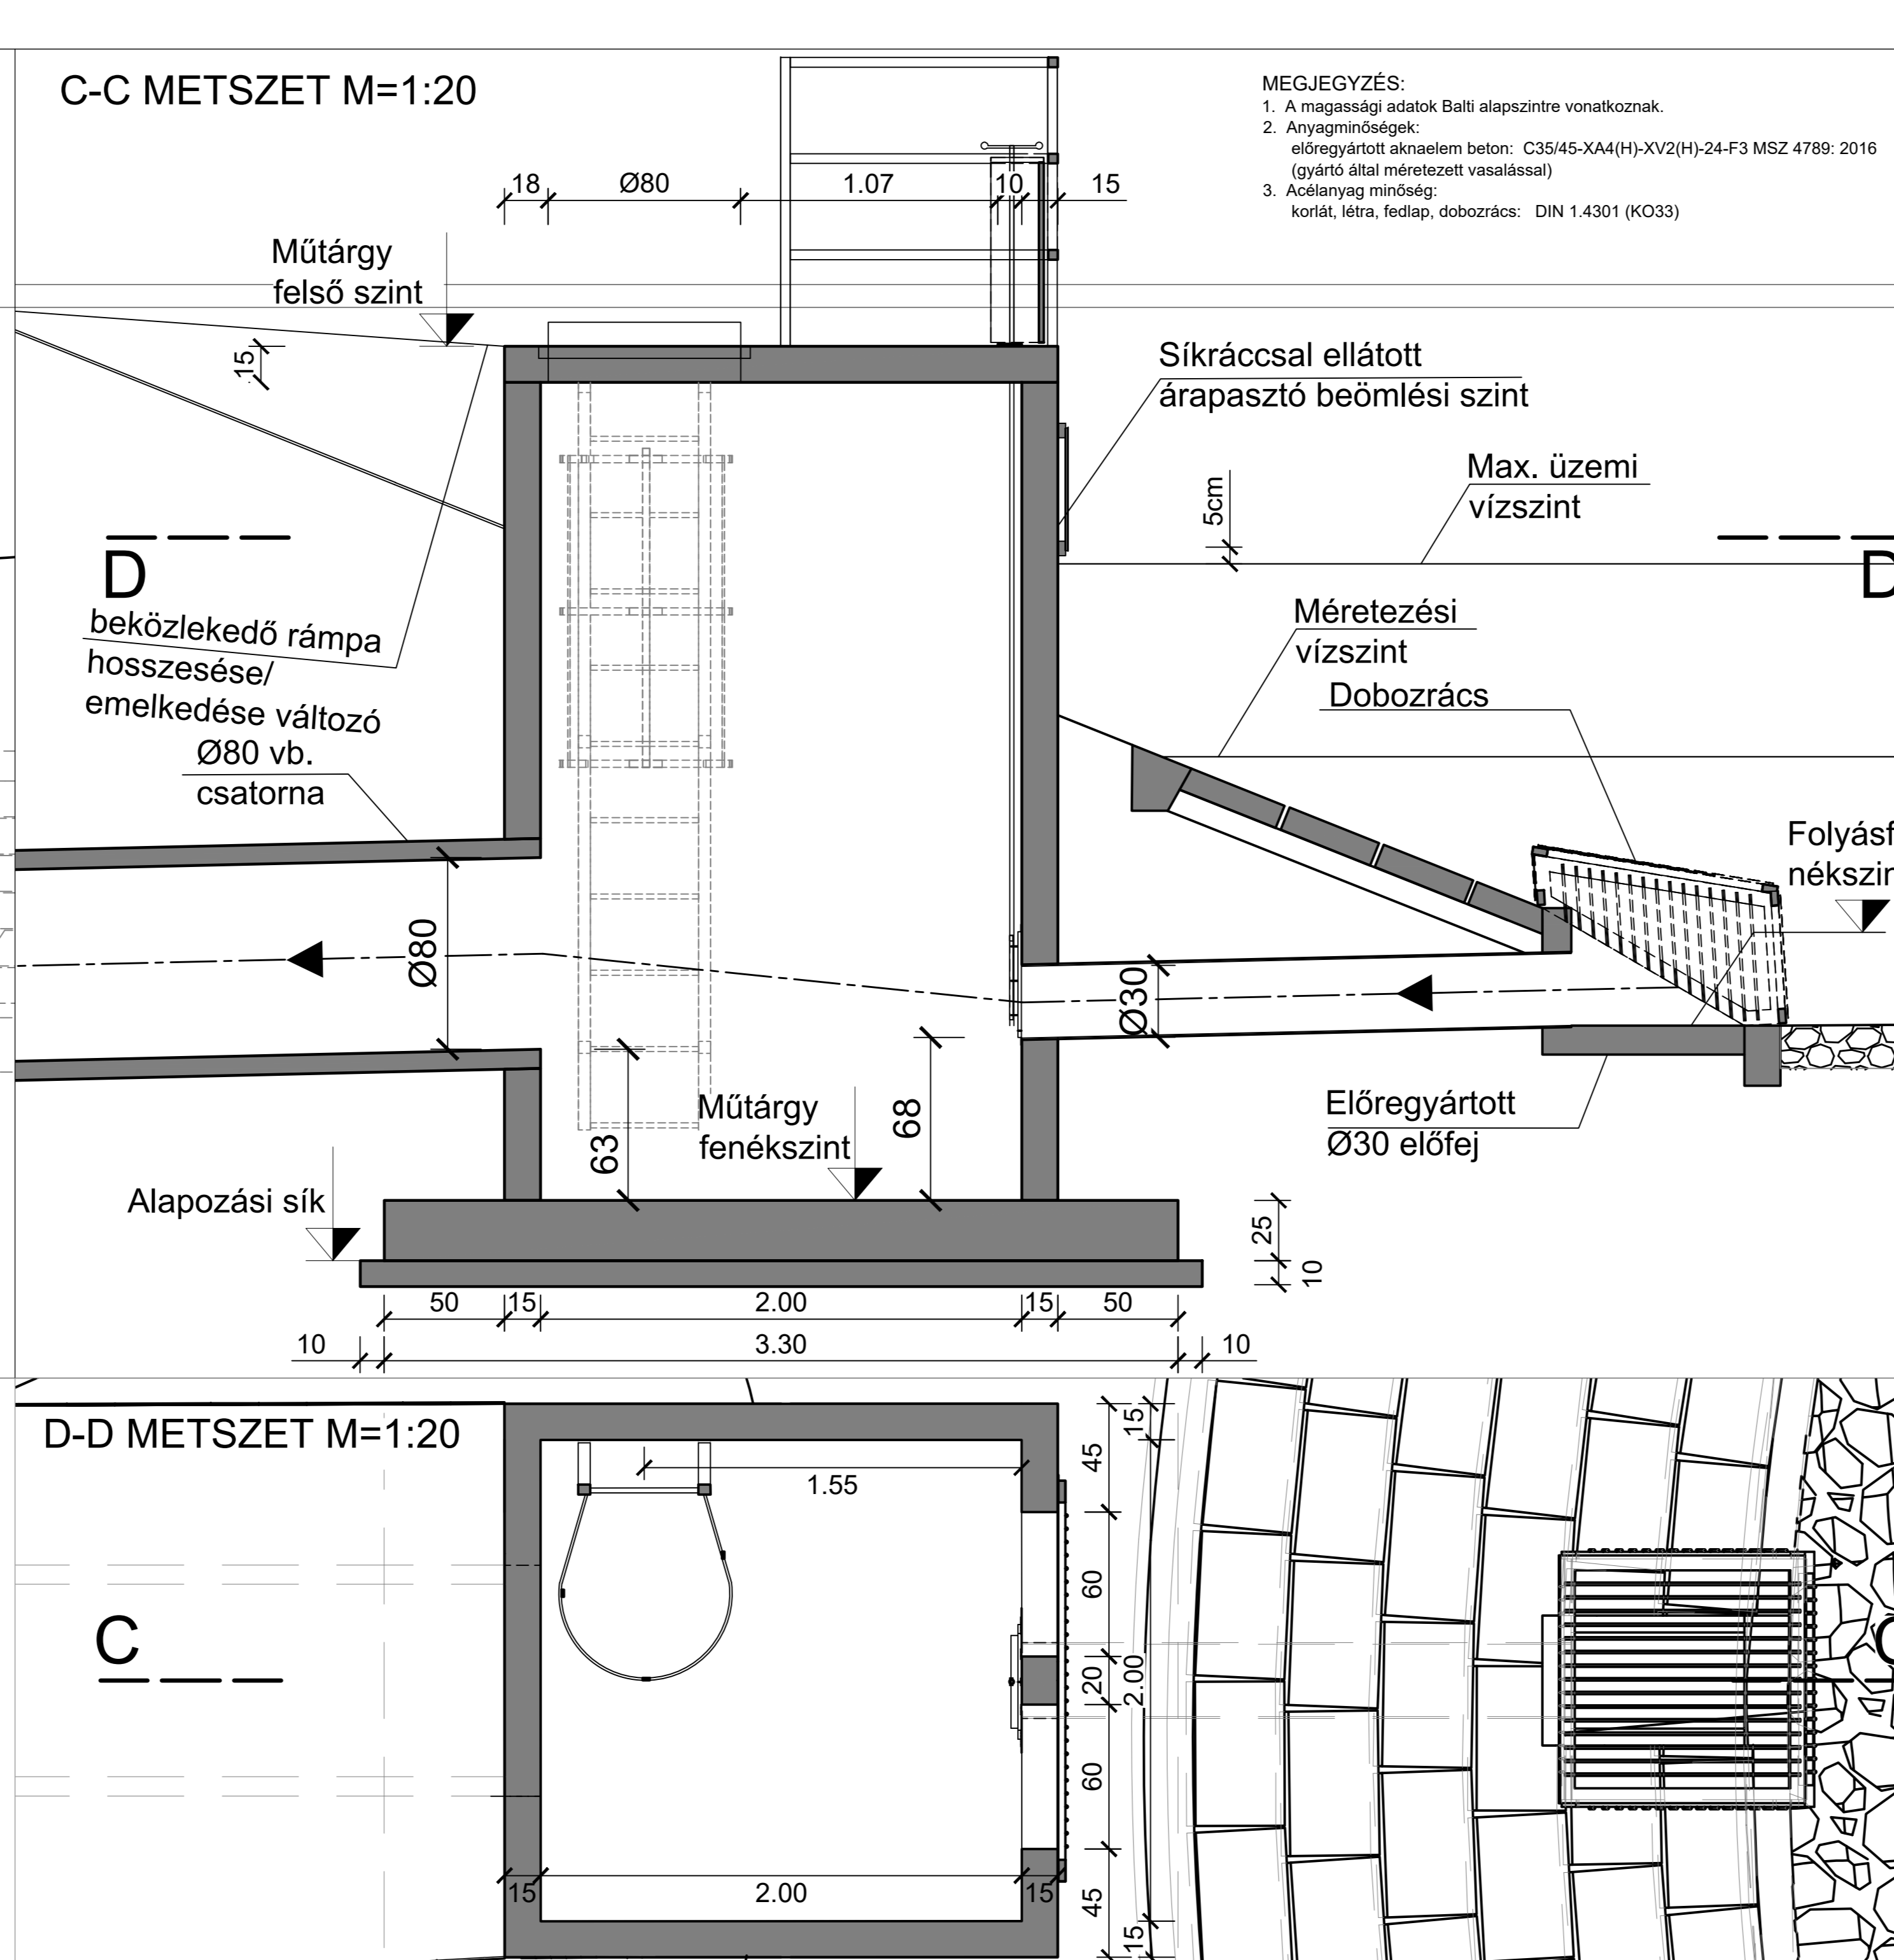 C-C METSZET M=1:20
MEGJEGYZÉS:
1. A magassági adatok Balti alapszintre vonatkoznak.
2. Anyagminőségek:
előregyártott aknaelem beton: C35/45-XA4(H)-XV2(H)-24-F3 MSZ 4789: 2016
(gyártó által méretezett vasalással)
3. Acélanyag minőség:
korlát, létra, fedlap, dobozrács: DIN 1.4301 (KO33)
18 Ø80 1.07 10 15
Műtárgy
felső szint
15
Síkráccsal ellátott
árapasztó beömlési szint
Max. üzemi
vízszint
5cm
D
D
beközlekedő rámpa
hosszesése/
emelkedése változó
Méretezési
vízszint
Dobozrács
Ø80 vb.
csatorna
Folyásf
nékszin
Ø80
Ø30
63
68
Műtárgy
fenékszint
Előregyártott
Ø30 előfej
Alapozási sík
25
10
50 15 2.00 15 50
10 3.30 10
D-D METSZET M=1:20
1.55
15
45
60
20
2.00
60
45
15
C
C
15 2.00 15